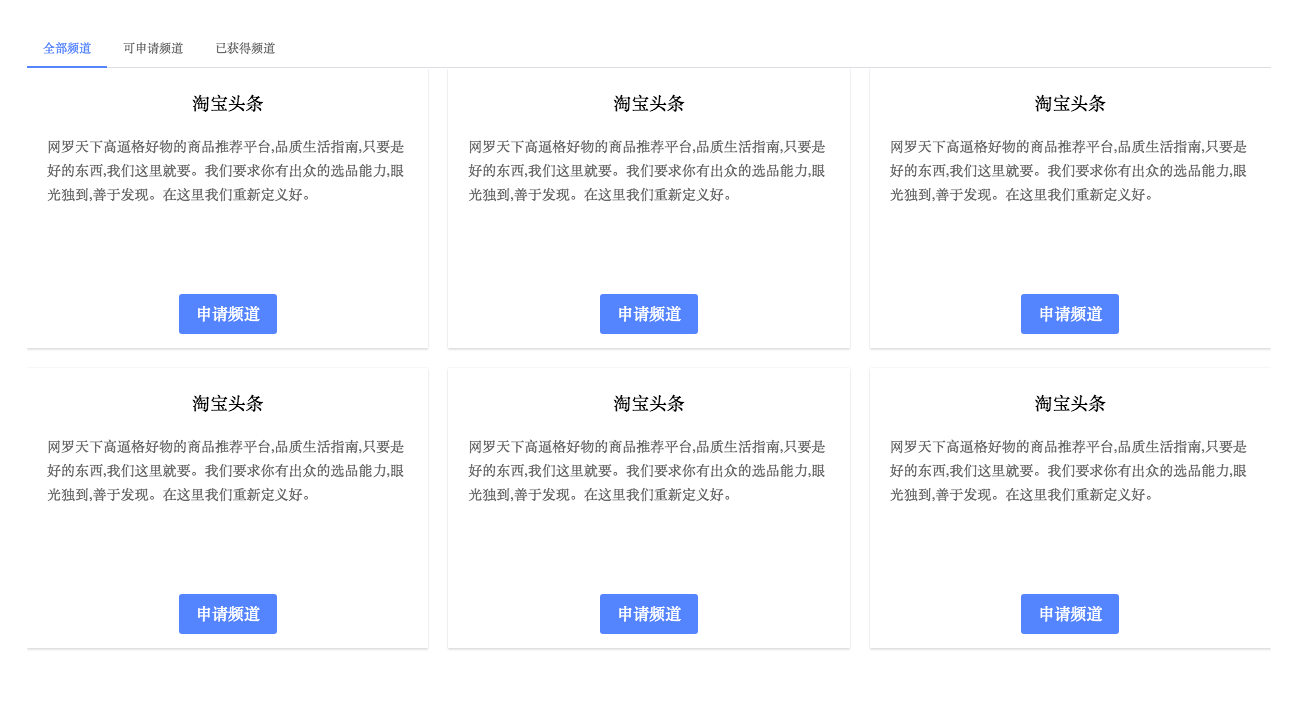 全部频道 可申请频道 已获得频道
淘宝头条 淘宝头条 淘宝头条
网罗天下高逼格好物的商品推荐平台,品质生活指南,只要是 网罗天下高逼格好物的商品推荐平台,品质生活指南,只要是 网罗天下高逼格好物的商品推荐平台,品质生活指南,只要是
好的东西,我们这里就要。我们要求你有出众的选品能力,眼 好的东西,我们这里就要。我们要求你有出众的选品能力,眼 好的东西,我们这里就要。我们要求你有出众的选品能力,眼
光独到,善于发现。在这里我们重新定义好。 光独到,善于发现。在这里我们重新定义好。 光独到,善于发现。在这里我们重新定义好。
申请频道 申请频道 申请频道
淘宝头条 淘宝头条 淘宝头条
网罗天下高逼格好物的商品推荐平台,品质生活指南,只要是 网罗天下高逼格好物的商品推荐平台,品质生活指南,只要是 网罗天下高逼格好物的商品推荐平台,品质生活指南,只要是
好的东西,我们这里就要。我们要求你有出众的选品能力,眼 好的东西,我们这里就要。我们要求你有出众的选品能力,眼 好的东西,我们这里就要。我们要求你有出众的选品能力,眼
光独到,善于发现。在这里我们重新定义好。 光独到,善于发现。在这里我们重新定义好。 光独到,善于发现。在这里我们重新定义好。
申请频道 申请频道 申请频道